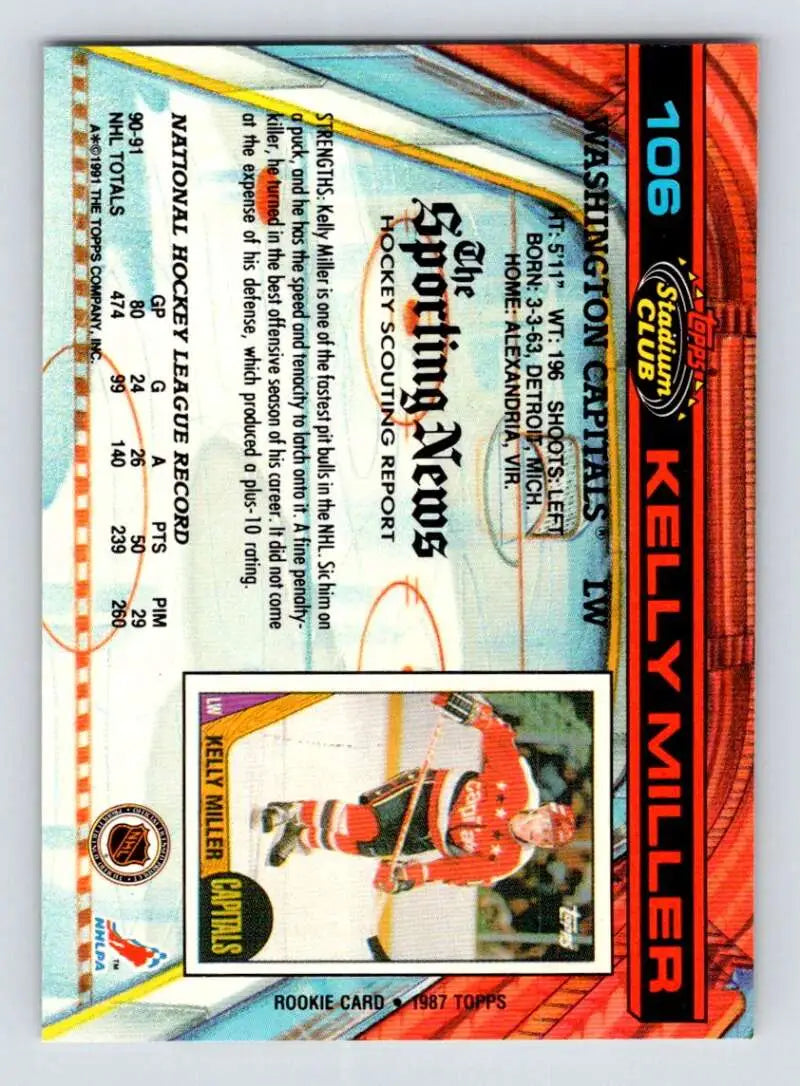 106
Topps
Stadium
CLUB
KELLY MILLER
WASHINGTON CAPITALS® LW
HT: 5'11" WT: 196 SHOOTS: LEFT
BORN: 3-3-63, DETROIT, MICH.
HOME: ALEXANDRIA, VIR.
The
Sporting News
HOCKEY SCOUTING REPORT
STRENGTHS: Kelly Miller is one of the fastest pit bulls in the NHL. Sic him on
a puck, and he has the speed and tenacity to latch onto it. A fine penalty-
killer, he turned in the best offensive season of his career. It did not come
at the expense of his defense, which produced a plus-10 rating.
NATIONAL HOCKEY LEAGUE RECORD
GP G A PTS PIM
90-91 80 24 26 50 29
NHL TOTALS 474 99 140 239 260
A*©1991 THE TOPPS COMPANY, INC.
Topps
Capitals
LW
KELLY MILLER
CAPITALS
ROOKIE CARD • 1987 TOPPS
NHL
NHLPA
™